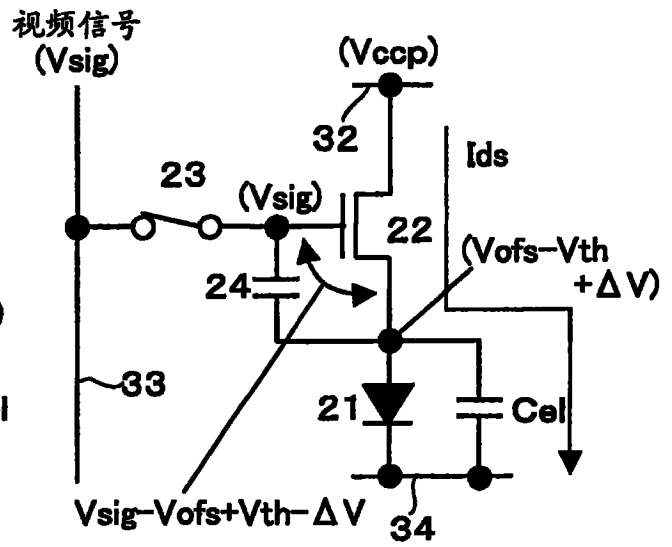 视频信号
(Vsig)
(Vccp)
32
Ids
23
(Vsig)
22
(Vofs-Vth
+ΔV)
24
)
33
21
Cel
l
Vsig-Vofs+Vth-ΔV
34